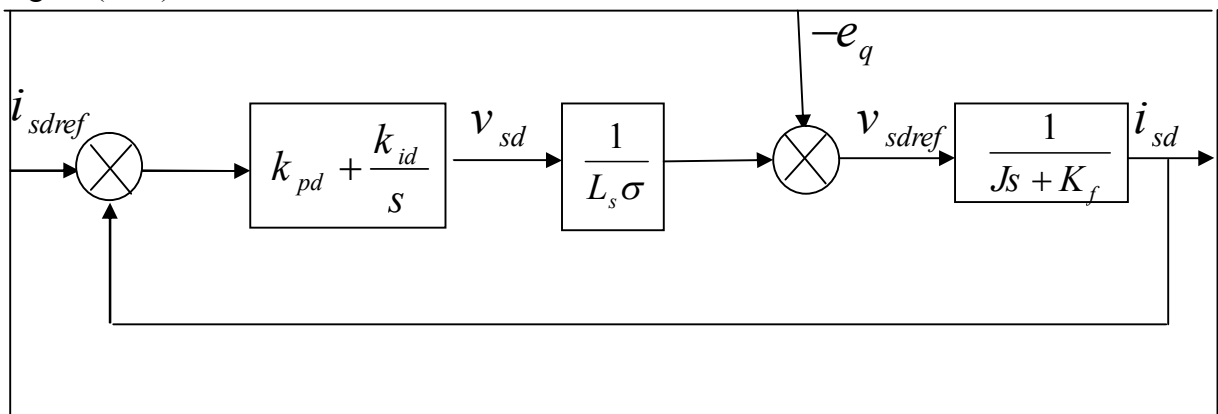 -e_q
i_sdref
k_pd + k_id/s
v_sd
1/(L_s σ)
v_sdref
1/(Js + K_f)
i_sd